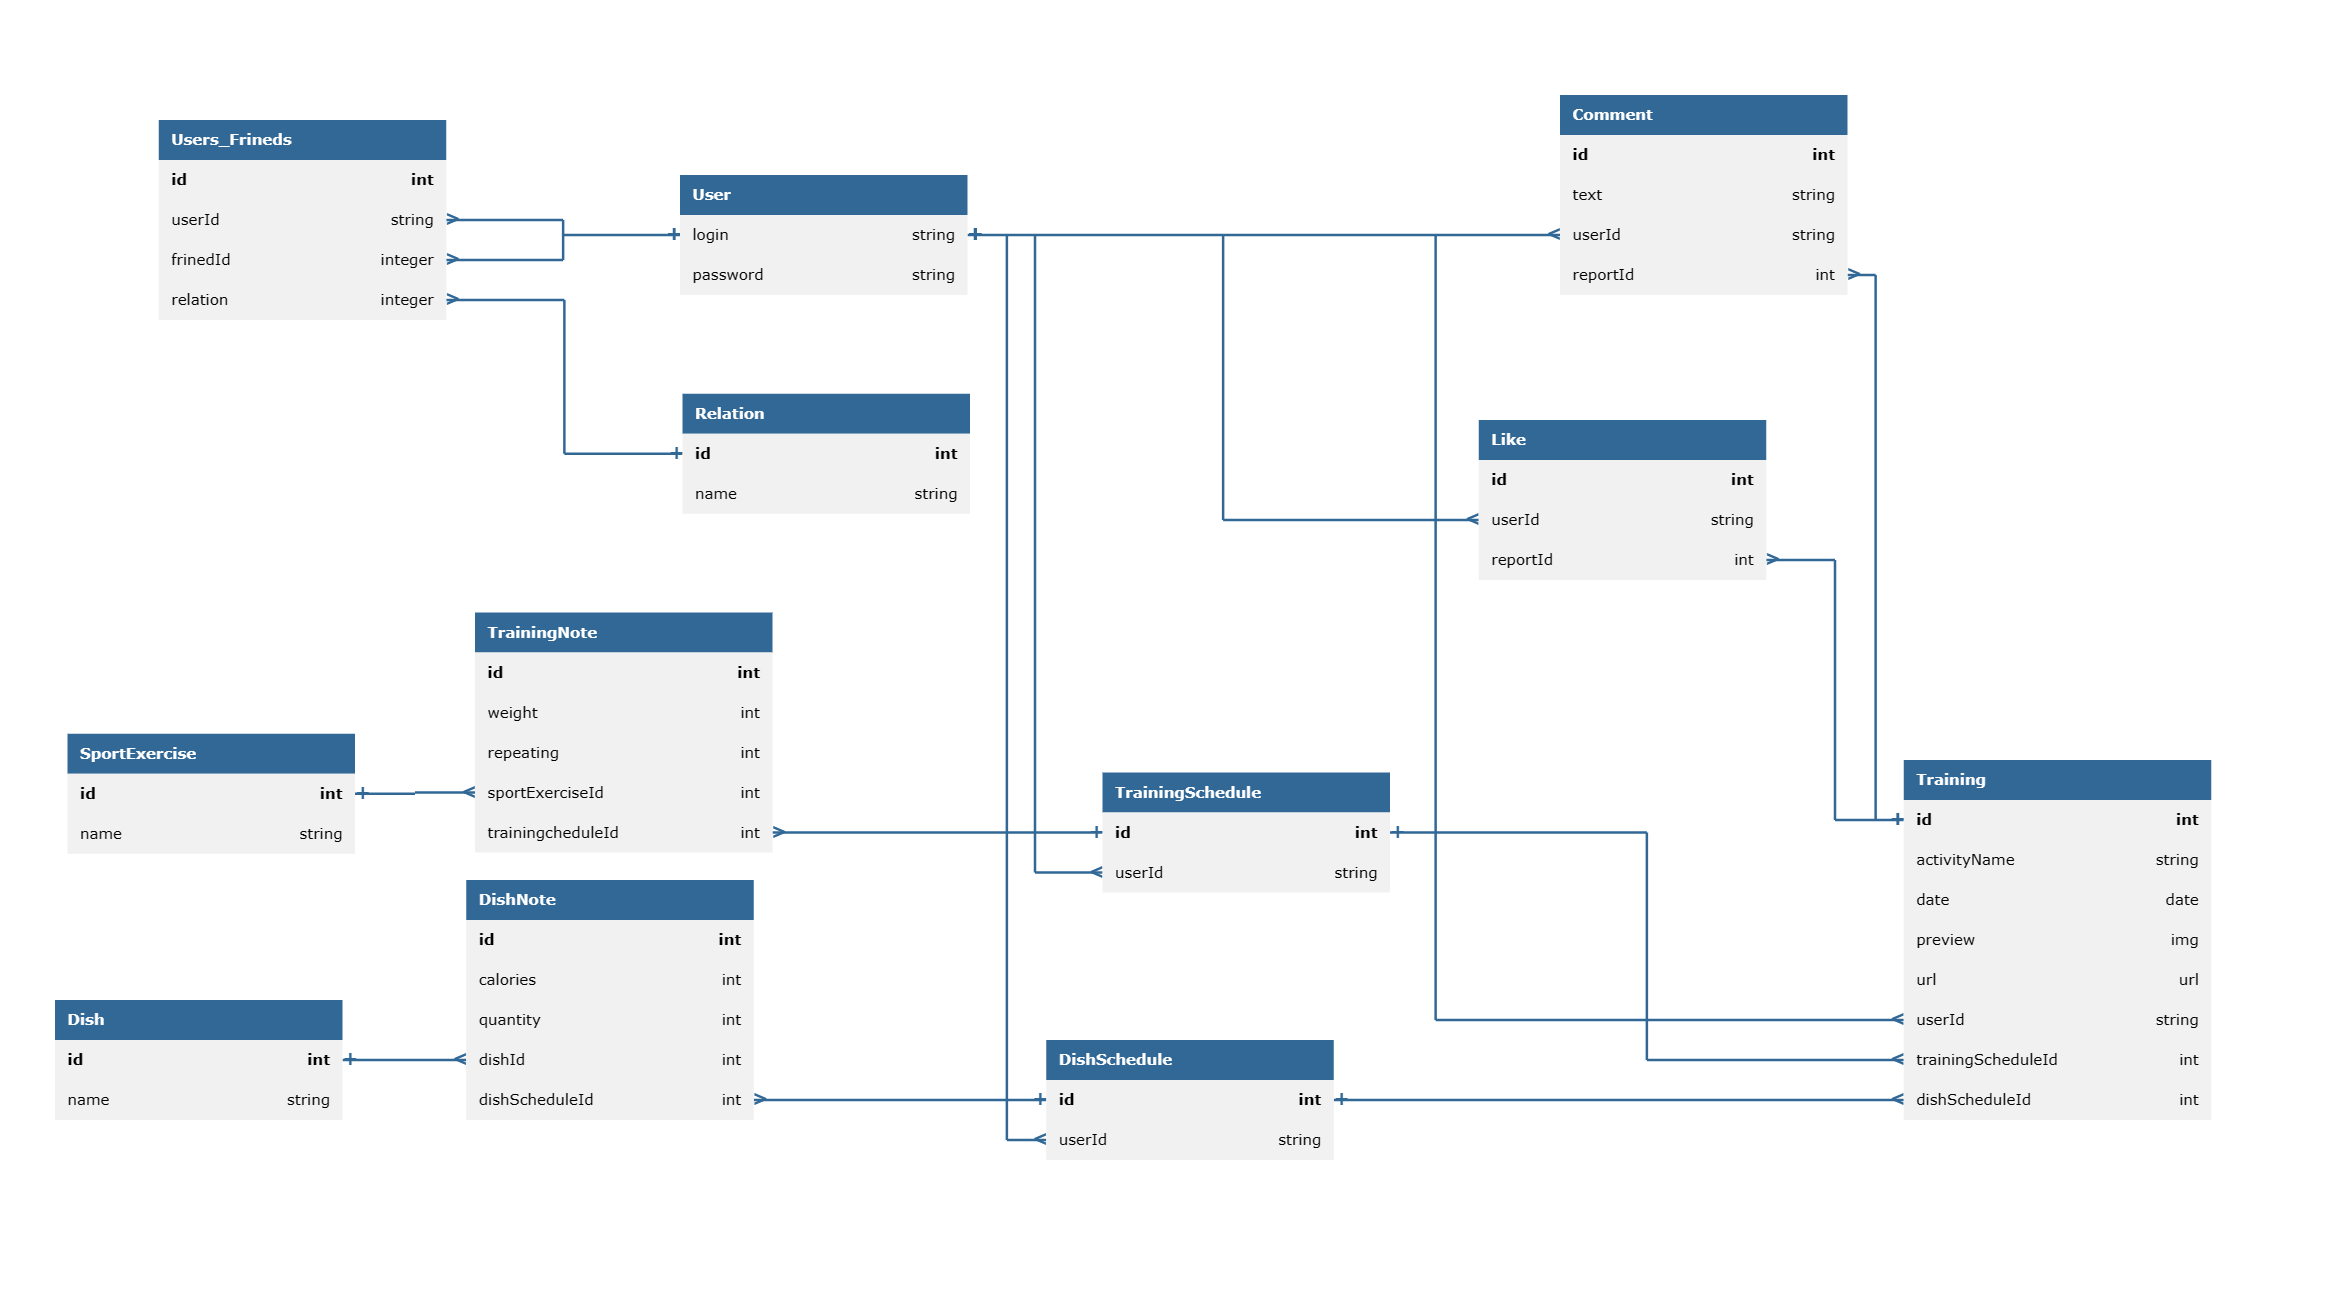 Users_Frineds
id int
userId string
frinedId integer
relation integer
User
login string
password string
Comment
id int
text string
userId string
reportId int
Relation
id int
name string
Like
id int
userId string
reportId int
TrainingNote
id int
weight int
repeating int
sportExerciseId int
trainingcheduleId int
SportExercise
id int
name string
TrainingSchedule
id int
userId string
Training
id int
activityName string
date date
preview img
url url
userId string
trainingScheduleId int
dishScheduleId int
DishNote
id int
calories int
quantity int
dishId int
dishScheduleId int
Dish
id int
name string
DishSchedule
id int
userId string